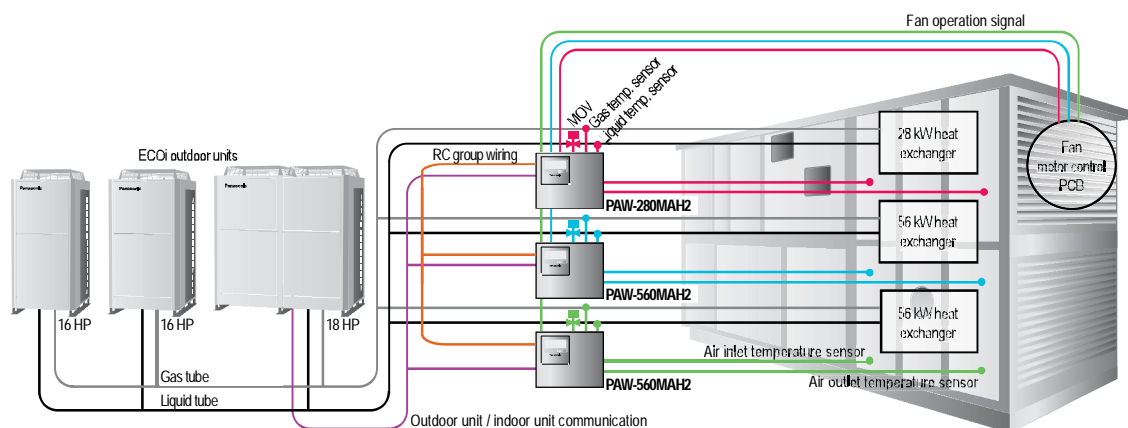 Fan operation signal
MOV
Gas temp. sensor
Liquid temp. sensor
ECOi outdoor units
RC group wiring
28 kW heat
exchanger
Fan
motor control
PCB
Panasonic
Panasonic
Panasonic
PAW-280MAH2
56 kW heat
exchanger
PAW-560MAH2
56 kW heat
exchanger
16 HP
16 HP
18 HP
Air inlet temperature sensor
Gas tube
Air outlet temperature sensor
PAW-560MAH2
Liquid tube
Outdoor unit / indoor unit communication